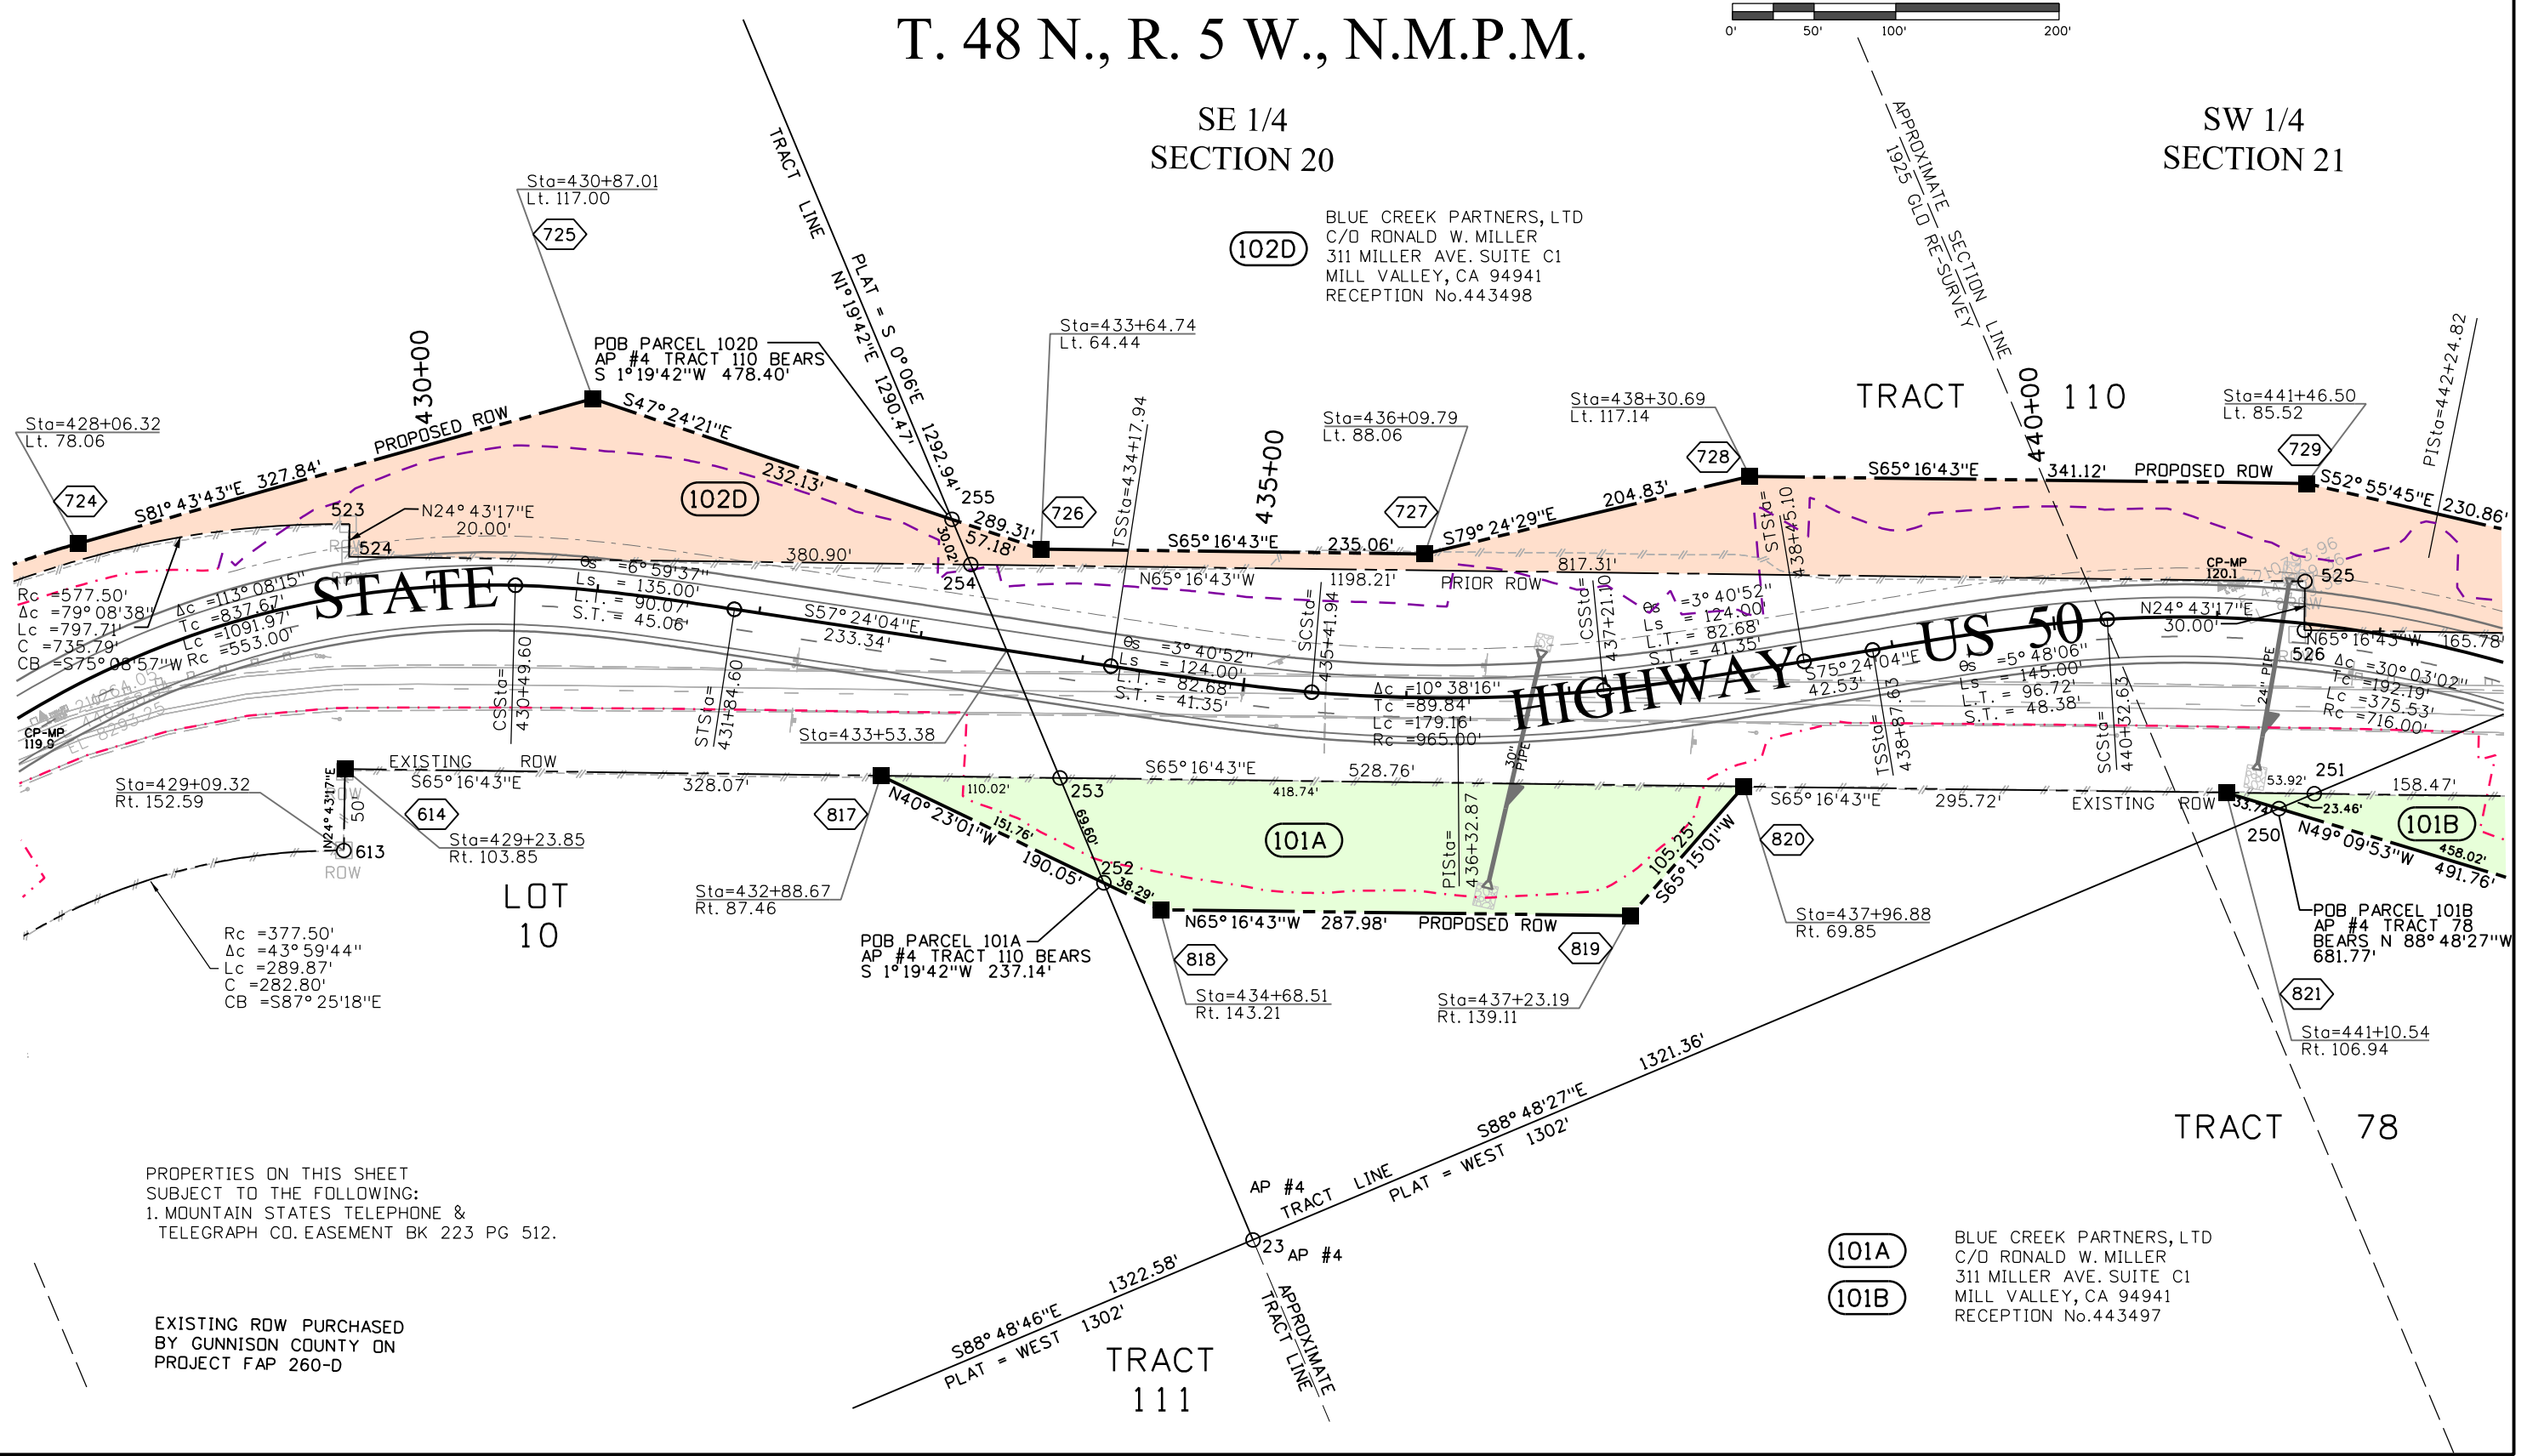 T. 48 N., R. 5 W., N.M.P.M.
0' 50' 100' 200'
SE 1/4
SECTION 20
SW 1/4
SECTION 21
APPROXIMATE SECTION LINE
1925 GLO RE-SURVEY
TRACT LINE
PLAT = S 0°06'E 1292.94'
N1°19'42"E 1290.47'
102D
BLUE CREEK PARTNERS, LTD
C/O RONALD W. MILLER
311 MILLER AVE. SUITE C1
MILL VALLEY, CA 94941
RECEPTION No.443498
Sta=430+87.01
Lt. 117.00
725
Sta=428+06.32
Lt. 78.06
724
430+00
POB PARCEL 102D
AP #4 TRACT 110 BEARS
S 1°19'42"W 478.40'
Sta=433+64.74
Lt. 64.44
726
TSSta=434+17.94
435+00
Sta=436+09.79
Lt. 88.06
727
Sta=438+30.69
Lt. 117.14
728
TRACT 110
440+00
Sta=441+46.50
Lt. 85.52
729
PISta=442+24.82
S81°43'43"E 327.84'
PROPOSED ROW
S47°24'21"E
232.13'
102D
255
289.31'
57.18'
30.02'
254
S65°16'43"E
235.06'
S79°24'29"E
204.83'
STSta=
438+45.10
S65°16'43"E
341.12'
PROPOSED ROW
S52°55'45"E 230.86'
523
N24°43'17"E
20.00'
524
380.90'
N65°16'43"W
1198.21'
PRIOR ROW
817.31'
CP-MP
120.1
525
N24°43'17"E
30.00'
N65°16'43"W
165.78'
526
Rc =577.50'
Δc =79°08'38"
Lc =797.71'
C =735.79'
CB =S75°08'57"W
Δc =113°08'15"
Tc =837.67'
Lc =1091.97'
Rc =553.00'
STATE HIGHWAY US 50
θs =6°59'37"
Ls = 135.00'
L.T. = 90.07'
S.T. = 45.06'
S57°24'04"E
233.34'
θs =3°40'52"
Ls = 124.00'
L.T. = 82.68'
S.T. = 41.35'
SCSta=
435+41.94
Δc =10°38'16"
Tc =89.84'
Lc =179.16'
Rc =965.00'
CSSta=
437+21.10
θs =3°40'52"
Ls = 124.00'
L.T. = 82.68'
S.T. = 41.35'
S75°24'04"E
42.53'
TSSta=
438+87.63
θs =5°48'06"
Ls = 145.00'
L.T. = 96.72'
S.T. = 48.38'
SCSta=
440+32.63
Δc =30°03'02"
Tc =192.19'
Lc =375.53'
Rc =716.00'
24" PIPE
30"
PIPE
CSSta=
430+49.60
STSta=
431+84.60
Sta=433+53.38
CP-MP
119.9
EL 8293.25
EXISTING ROW
S65°16'43"E
328.07'
Sta=429+09.32
Rt. 152.59
N24°43'17"E
50'
613
ROW
614
Sta=429+23.85
Rt. 103.85
817
Sta=432+88.67
Rt. 87.46
N40°23'01"W
190.05'
151.76'
38.29'
110.02'
253
69.60'
252
S65°16'43"E
528.76'
418.74'
101A
PISta=
436+32.87
105.25'
S65°15'01"W
N65°16'43"W 287.98'
PROPOSED ROW
818
Sta=434+68.51
Rt. 143.21
819
Sta=437+23.19
Rt. 139.11
820
Sta=437+96.88
Rt. 69.85
S65°16'43"E
295.72'
EXISTING ROW
53.92'
251
158.47'
33.74'
23.46'
250
N49°09'53"W
458.02'
491.76'
101B
POB PARCEL 101B
AP #4 TRACT 78
BEARS N 88°48'27"W
681.77'
821
Sta=441+10.54
Rt. 106.94
LOT
10
Rc =377.50'
Δc =43°59'44"
Lc =289.87'
C =282.80'
CB =S87°25'18"E
POB PARCEL 101A
AP #4 TRACT 110 BEARS
S 1°19'42"W 237.14'
TRACT 78
S88°48'27"E 1321.36'
TRACT LINE
PLAT = WEST 1302'
AP #4
23
AP #4
APPROXIMATE
TRACT LINE
S88°48'46"E 1322.58'
PLAT = WEST 1302'
TRACT
111
PROPERTIES ON THIS SHEET
SUBJECT TO THE FOLLOWING:
1. MOUNTAIN STATES TELEPHONE &
TELEGRAPH CO. EASEMENT BK 223 PG 512.
EXISTING ROW PURCHASED
BY GUNNISON COUNTY ON
PROJECT FAP 260-D
101A
101B
BLUE CREEK PARTNERS, LTD
C/O RONALD W. MILLER
311 MILLER AVE. SUITE C1
MILL VALLEY, CA 94941
RECEPTION No.443497